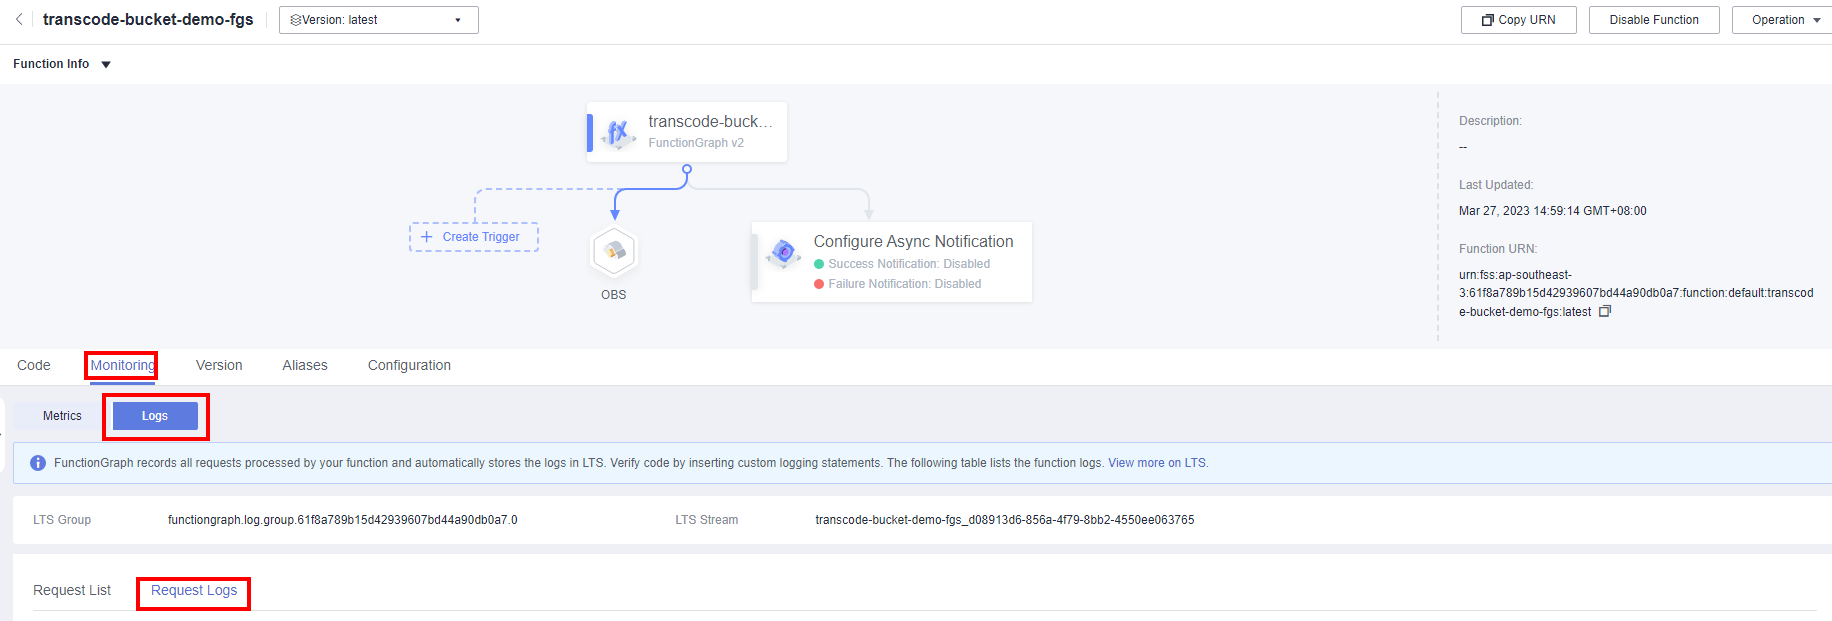 transcode-bucket-demo-fgs
Version: latest
Copy URN
Disable Function
Operation
Function Info
transcode-buck...
FunctionGraph v2
Create Trigger
OBS
Configure Async Notification
Success Notification: Disabled
Failure Notification: Disabled
Description:
--
Last Updated:
Mar 27, 2023 14:59:14 GMT+08:00
Function URN:
urn:fss:ap-southeast-
3:61f8a789b15d42939607bd44a90db0a7:function:default:transcod
e-bucket-demo-fgs:latest
Code
Monitoring
Version
Aliases
Configuration
Metrics
Logs
FunctionGraph records all requests processed by your function and automatically stores the logs in LTS. Verify code by inserting custom logging statements. The following table lists the function logs. View more on LTS.
LTS Group
functiongraph.log.group.61f8a789b15d42939607bd44a90db0a7.0
LTS Stream
transcode-bucket-demo-fgs_d08913d6-856a-4f79-8bb2-4550ee063765
Request List
Request Logs